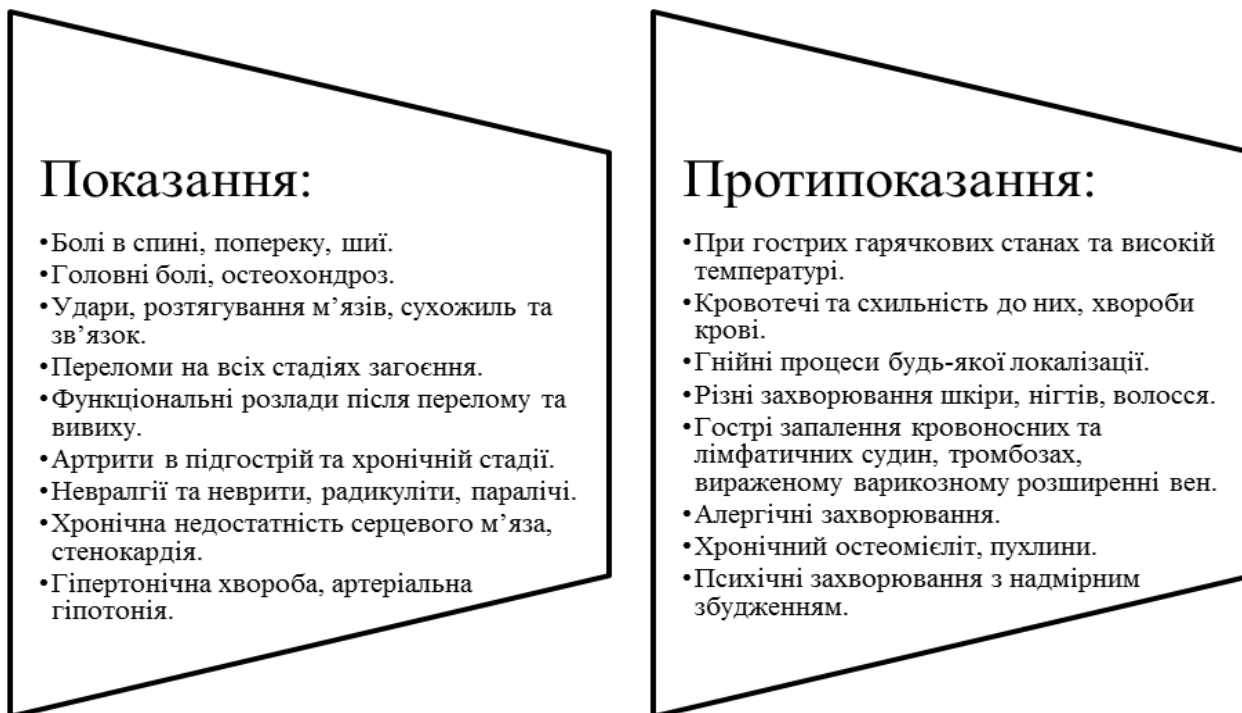 Показання:
•Болі в спині, попереку, шиї.
•Головні болі, остеохондроз.
•Удари, розтягування м’язів, сухожиль та
зв’язок.
•Переломи на всіх стадіях загоєння.
•Функціональні розлади після перелому та
вивиху.
•Артрити в підгострій та хронічній стадії.
•Невралгії та неврити, радикуліти, паралічі.
•Хронічна недостатність серцевого м’яза,
стенокардія.
•Гіпертонічна хвороба, артеріальна
гіпотонія.
Протипоказання:
•При гострих гарячкових станах та високій
температурі.
•Кровотечі та схильність до них, хвороби
крові.
•Гнійні процеси будь-якої локалізації.
•Різні захворювання шкіри, нігтів, волосся.
•Гострі запалення кровоносних та
лімфатичних судин, тромбозах,
вираженому варикозному розширенні вен.
•Алергічні захворювання.
•Хронічний остеомієліт, пухлини.
•Психічні захворювання з надмірним
збудженням.